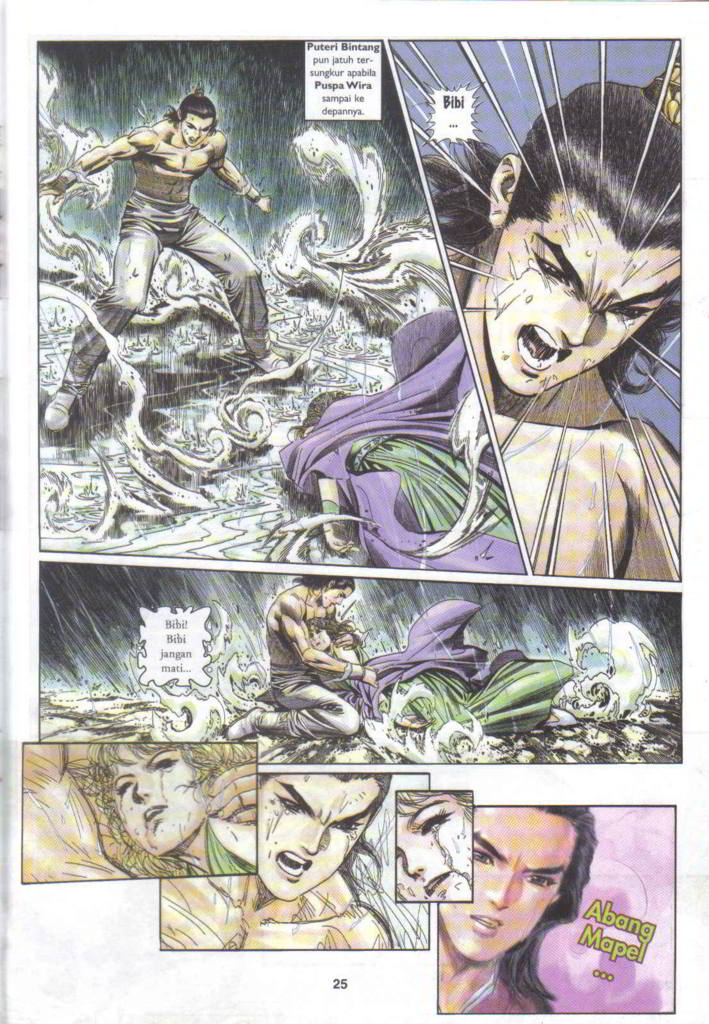 Puteri Bintang
pun jatuh ter-
sungkur apabila
Puspa Wira
sampai ke
depannya.
Bibi
...
Bibi!
Bibi
jangan
mati...
Abang
Mapel
...
25